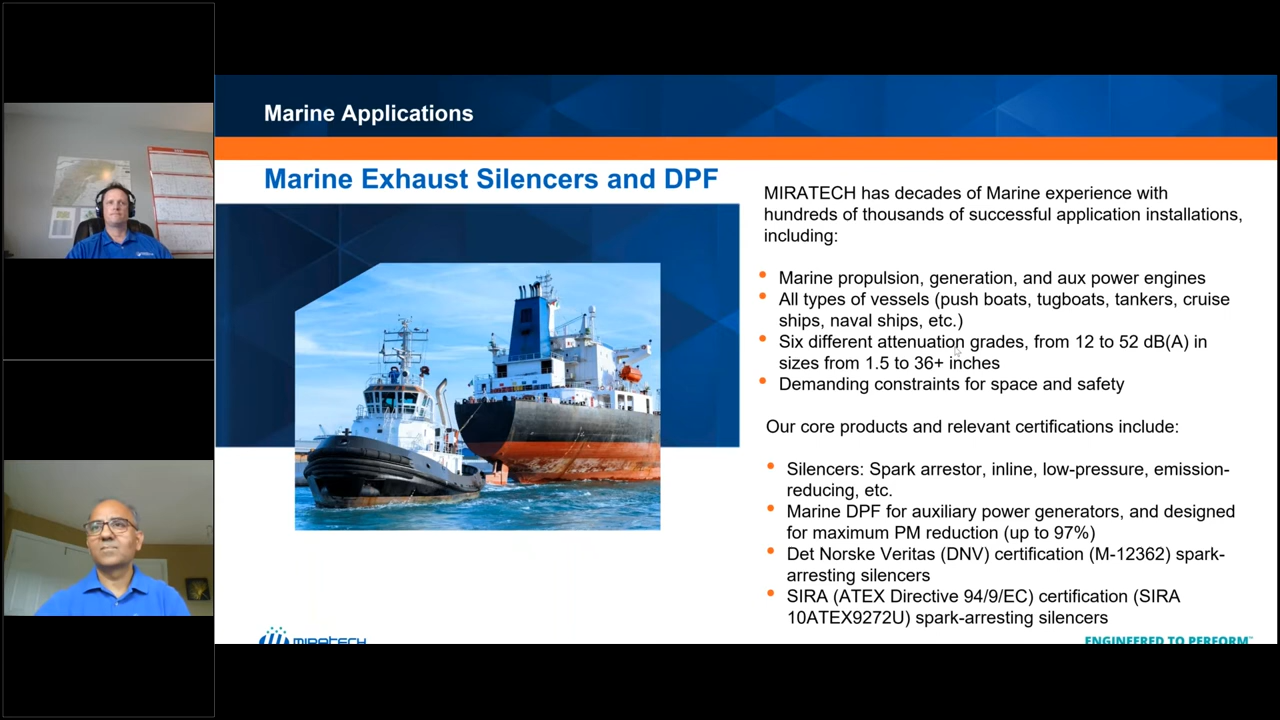 Marine Applications
Marine Exhaust Silencers and DPF
MIRATECH has decades of Marine experience with
hundreds of thousands of successful application installations,
including:
• Marine propulsion, generation, and aux power engines
• All types of vessels (push boats, tugboats, tankers, cruise
ships, naval ships, etc.)
• Six different attenuation grades, from 12 to 52 dB(A) in
sizes from 1.5 to 36+ inches
• Demanding constraints for space and safety
Our core products and relevant certifications include:
• Silencers: Spark arrestor, inline, low-pressure, emission-
reducing, etc.
• Marine DPF for auxiliary power generators, and designed
for maximum PM reduction (up to 97%)
• Det Norske Veritas (DNV) certification (M-12362) spark-
arresting silencers
• SIRA (ATEX Directive 94/9/EC) certification (SIRA
10ATEX9272U) spark-arresting silencers
MIRATECH
ENGINEERED TO PERFORM™